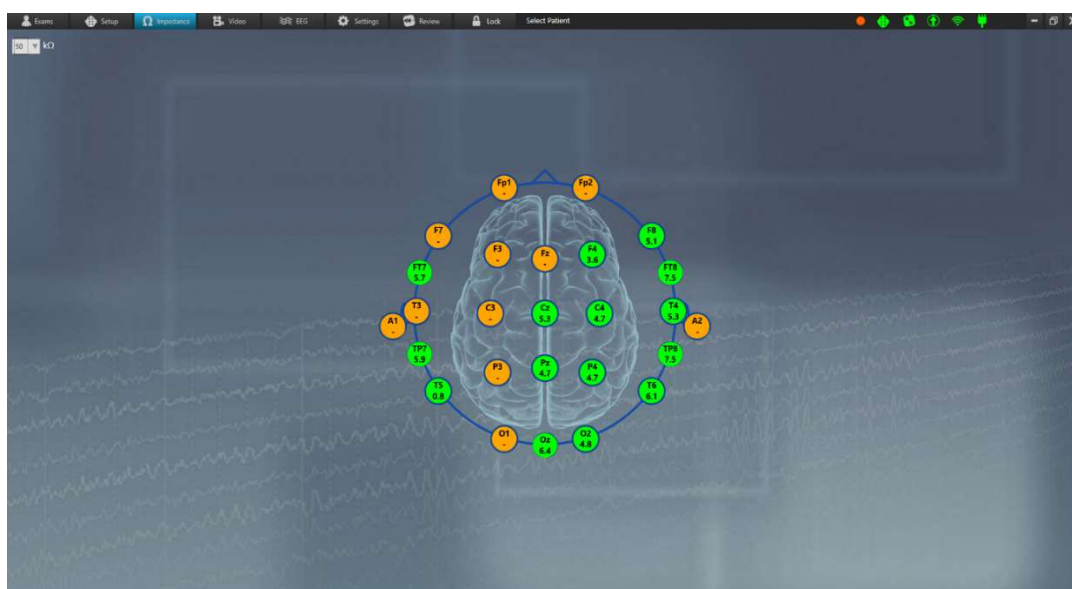 Exams Setup Impedance Video EEG Settings Review Lock Select Patient
50 kΩ
Fp1 - Fp2 -
F7 - F8 5.1
F3 - Fz - F4 3.6
FT7 5.7 FT8 7.5
A1 - T3 - C3 - Cz 5.3 C4 4.7 T4 5.3 A2 -
TP7 5.9 TP8 7.5
P3 - Pz 4.7 P4 4.7
T5 0.8 T6 6.1
O1 - Oz 6.4 O2 4.8